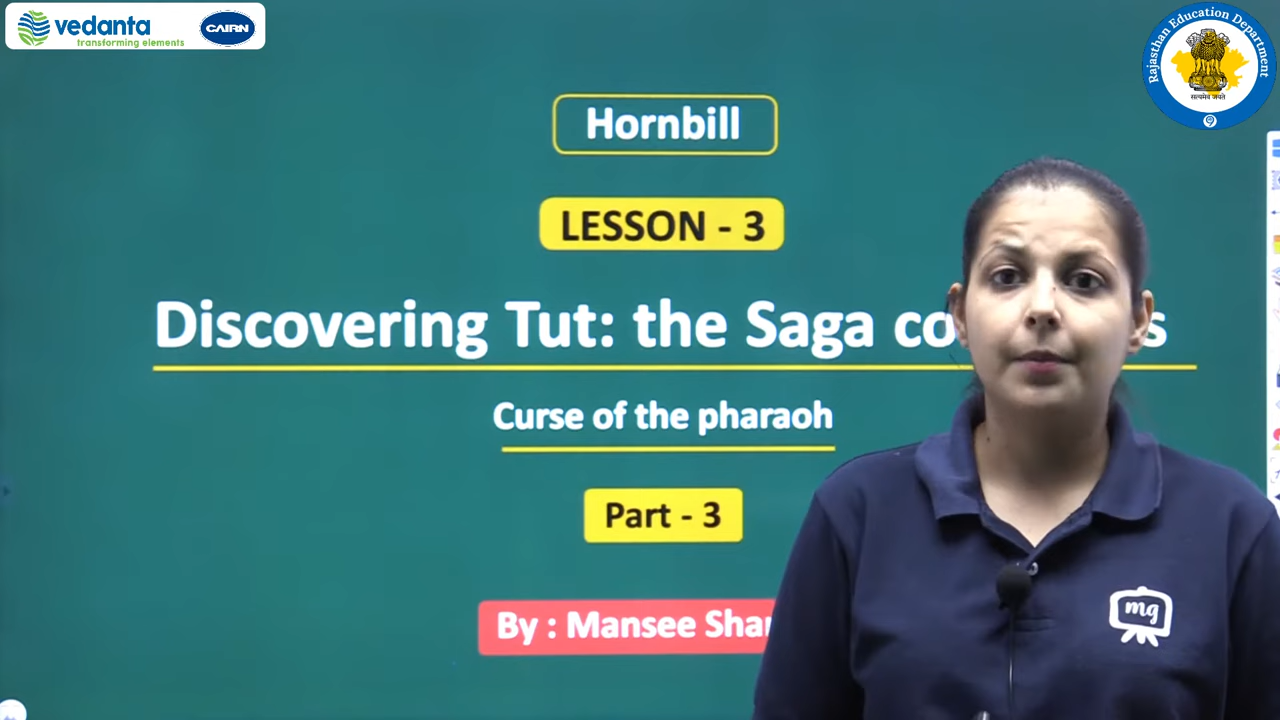 vedanta
transforming elements
CAIRN
Rajasthan Education Department
सत्यमेव जयते
Hornbill
LESSON - 3
Discovering Tut: the Saga co
s
Curse of the pharaoh
Part - 3
By : Mansee Shar
mg